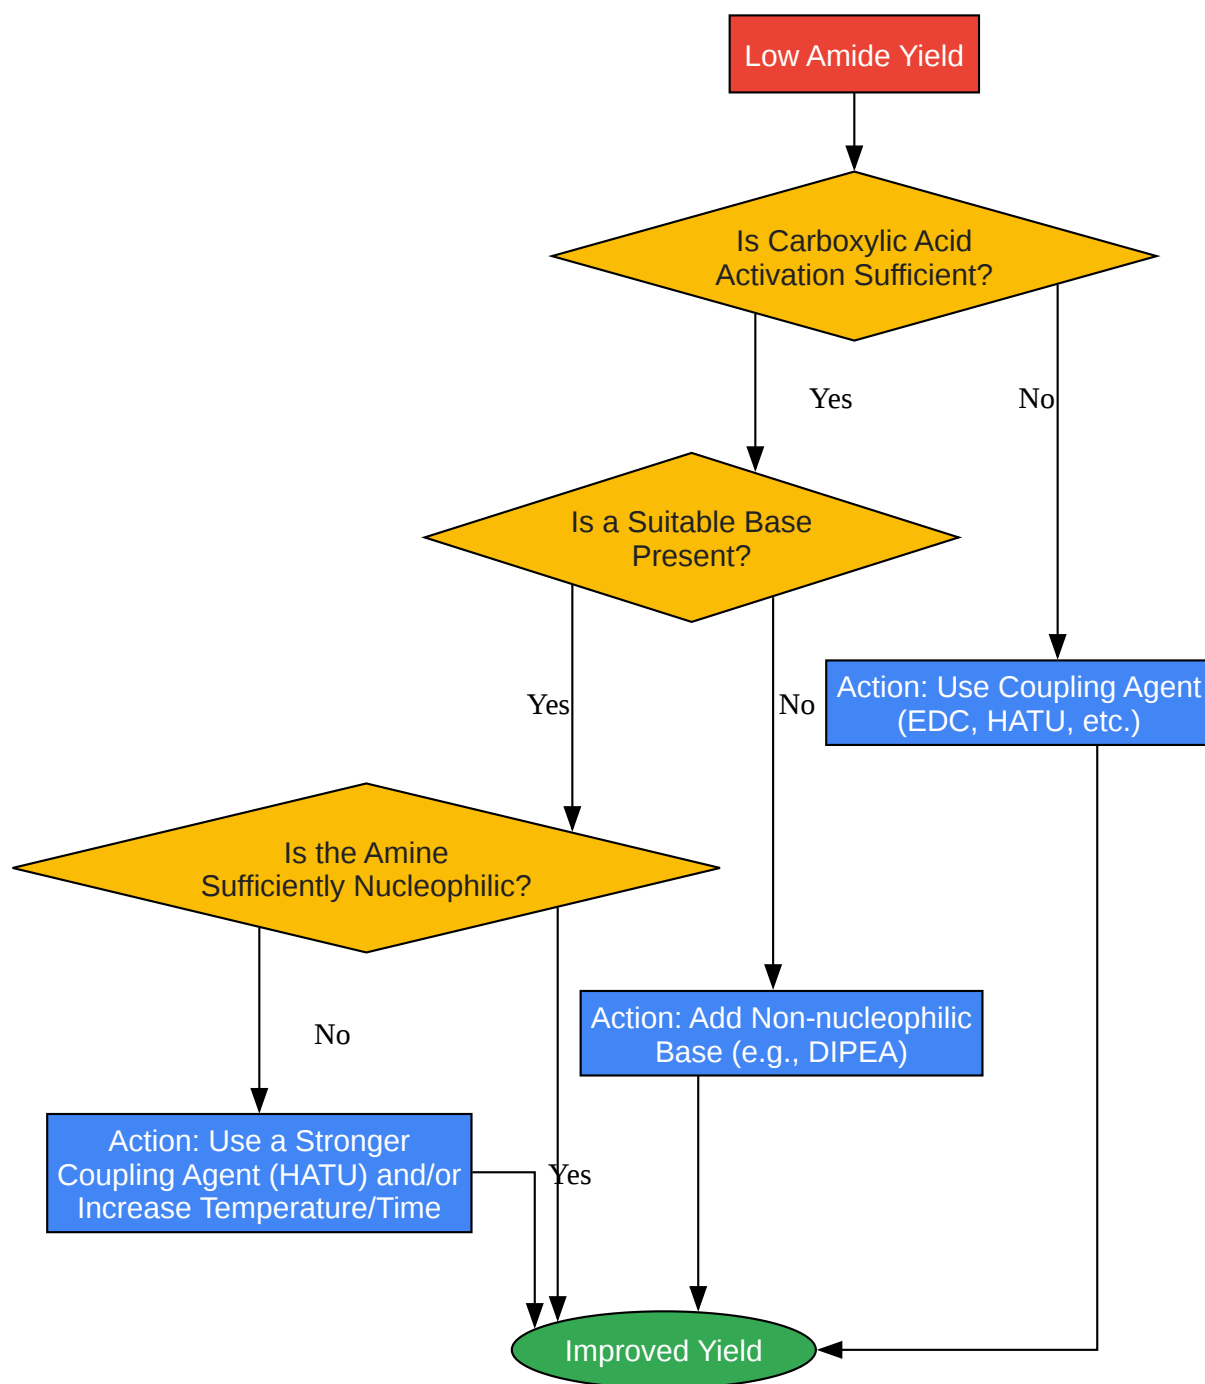 Low Amide Yield
Is Carboxylic Acid
Activation Sufficient?
Yes
No
Is a Suitable Base
Present?
Yes
No
Action: Use Coupling Agent
(EDC, HATU, etc.)
Is the Amine
Sufficiently Nucleophilic?
No
Action: Add Non-nucleophilic
Base (e.g., DIPEA)
Action: Use a Stronger
Coupling Agent (HATU) and/or
Increase Temperature/Time
Yes
Improved Yield